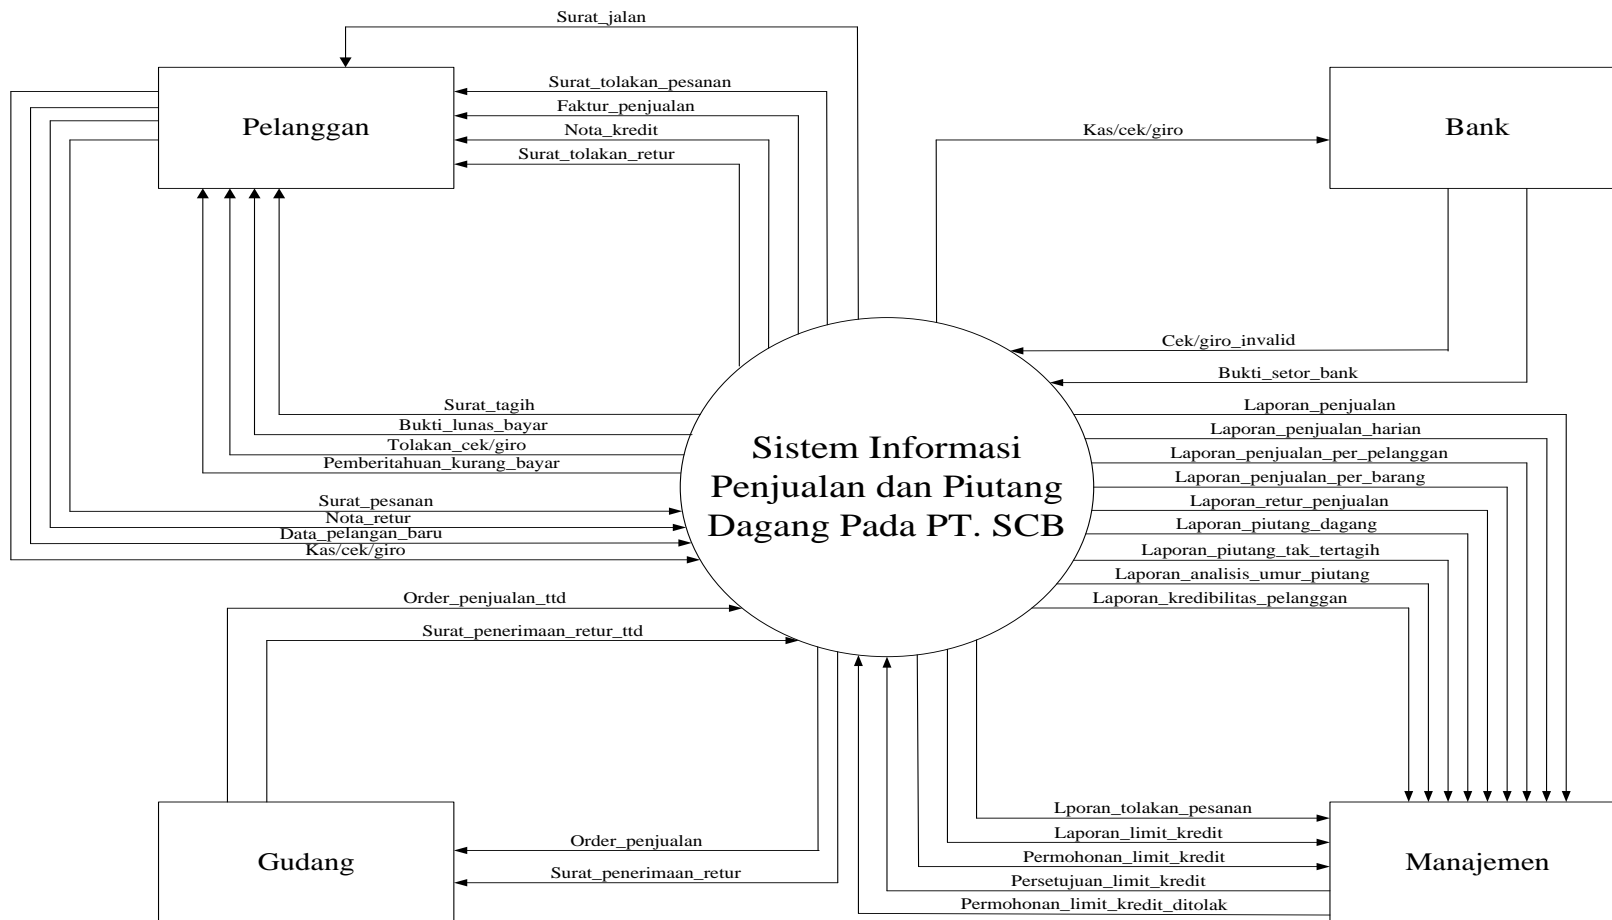 Surat_jalan
Surat_tolakan_pesanan
Faktur_penjualan
Nota_kredit
Surat_tolakan_retur
Pelanggan
Kas/cek/giro
Bank
Cek/giro_invalid
Bukti_setor_bank
Surat_tagih
Bukti_lunas_bayar
Tolakan_cek/giro
Pemberitahuan_kurang_bayar
Surat_pesanan
Nota_retur
Data_pelangan_baru
Kas/cek/giro
Sistem Informasi
Penjualan dan Piutang
Dagang Pada PT. SCB
Laporan_penjualan
Laporan_penjualan_harian
Laporan_penjualan_per_pelanggan
Laporan_penjualan_per_barang
Laporan_retur_penjualan
Laporan_piutang_dagang
Laporan_piutang_tak_tertagih
Laporan_analisis_umur_piutang
Laporan_kredibilitas_pelanggan
Order_penjualan_ttd
Surat_penerimaan_retur_ttd
Gudang
Order_penjualan
Surat_penerimaan_retur
Lporan_tolakan_pesanan
Laporan_limit_kredit
Permohonan_limit_kredit
Persetujuan_limit_kredit
Permohonan_limit_kredit_ditolak
Manajemen